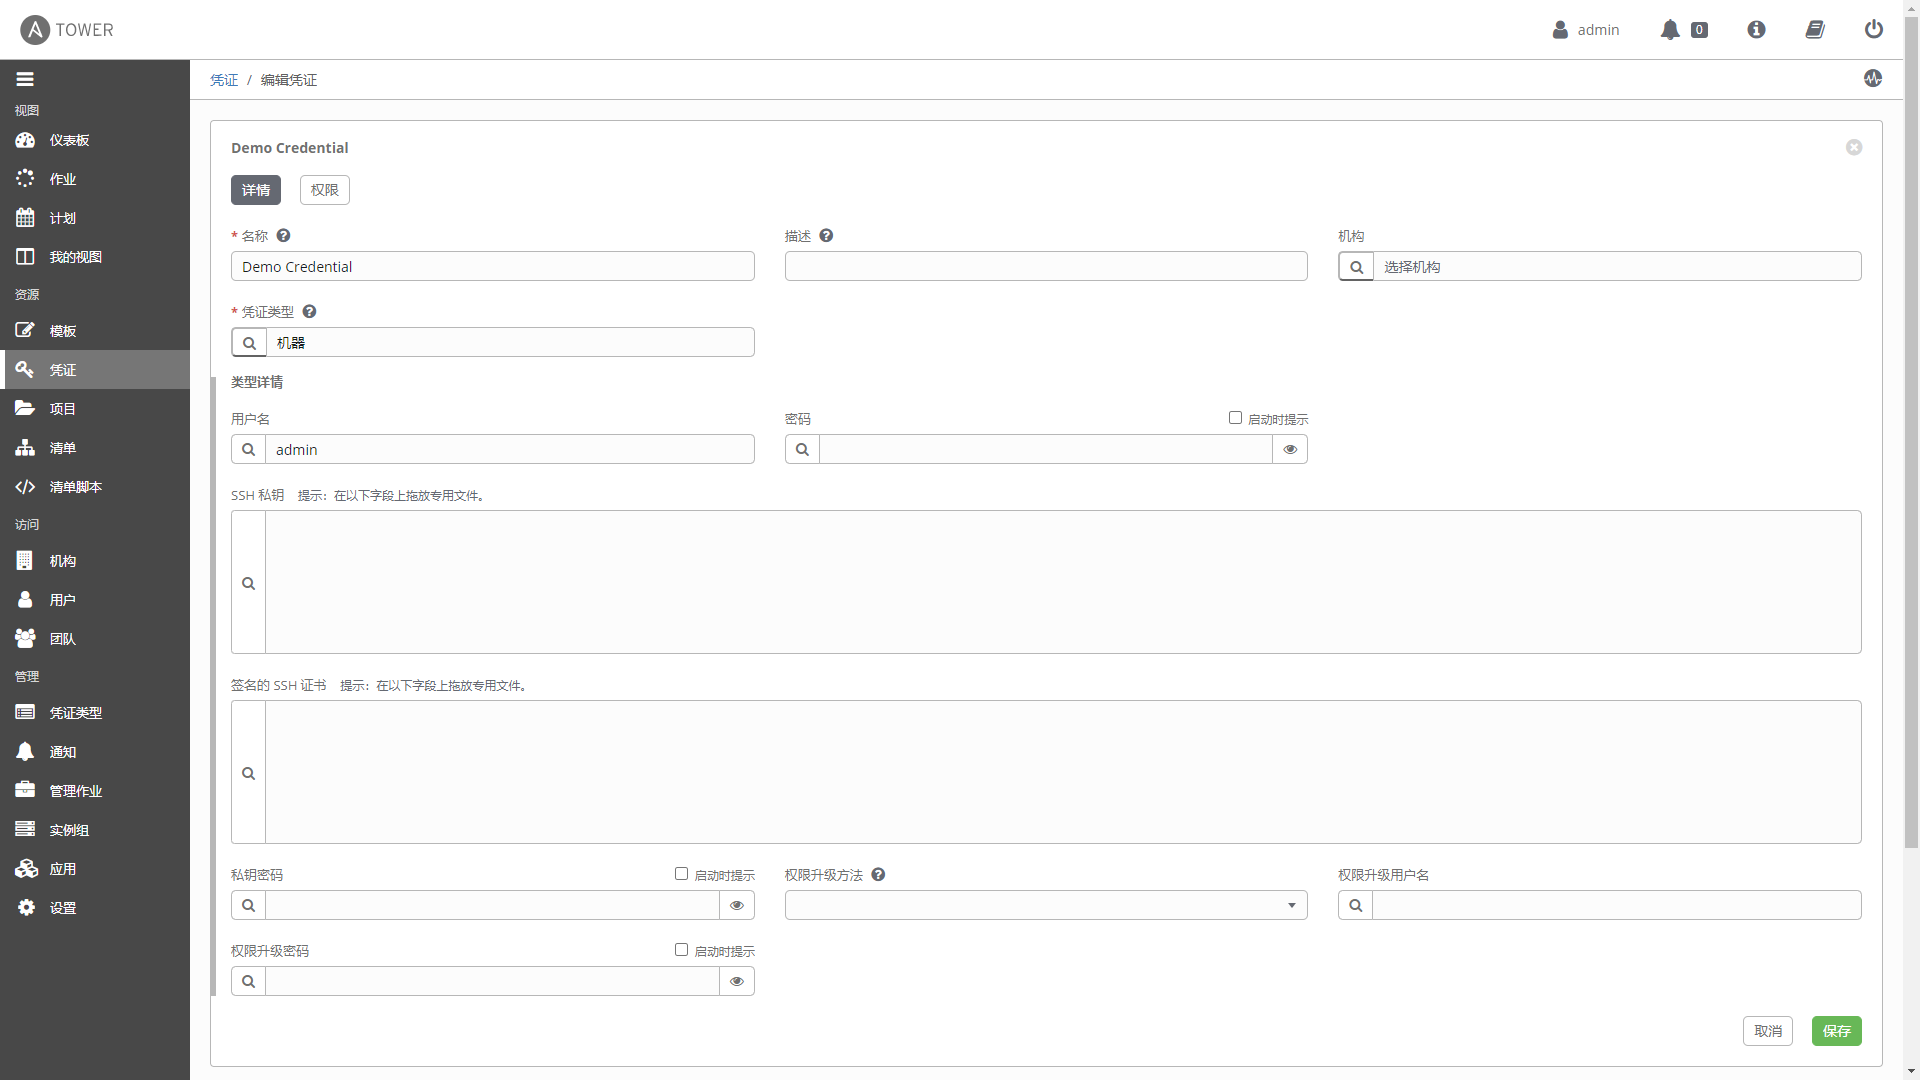 A TOWER
admin
0
视图
仪表板
作业
计划
我的视图
资源
模板
凭证
项目
清单
清单脚本
访问
机构
用户
团队
管理
凭证类型
通知
管理作业
实例组
应用
设置
凭证 / 编辑凭证
Demo Credential
详情 权限
* 名称 描述 机构
Demo Credential 选择机构
* 凭证类型
机器
类型详情
用户名 密码 启动时提示
admin
SSH 私钥 提示：在以下字段上拖放专用文件。
签名的 SSH 证书 提示：在以下字段上拖放专用文件。
私钥密码 启动时提示 权限升级方法 权限升级用户名
权限升级密码 启动时提示
取消 保存